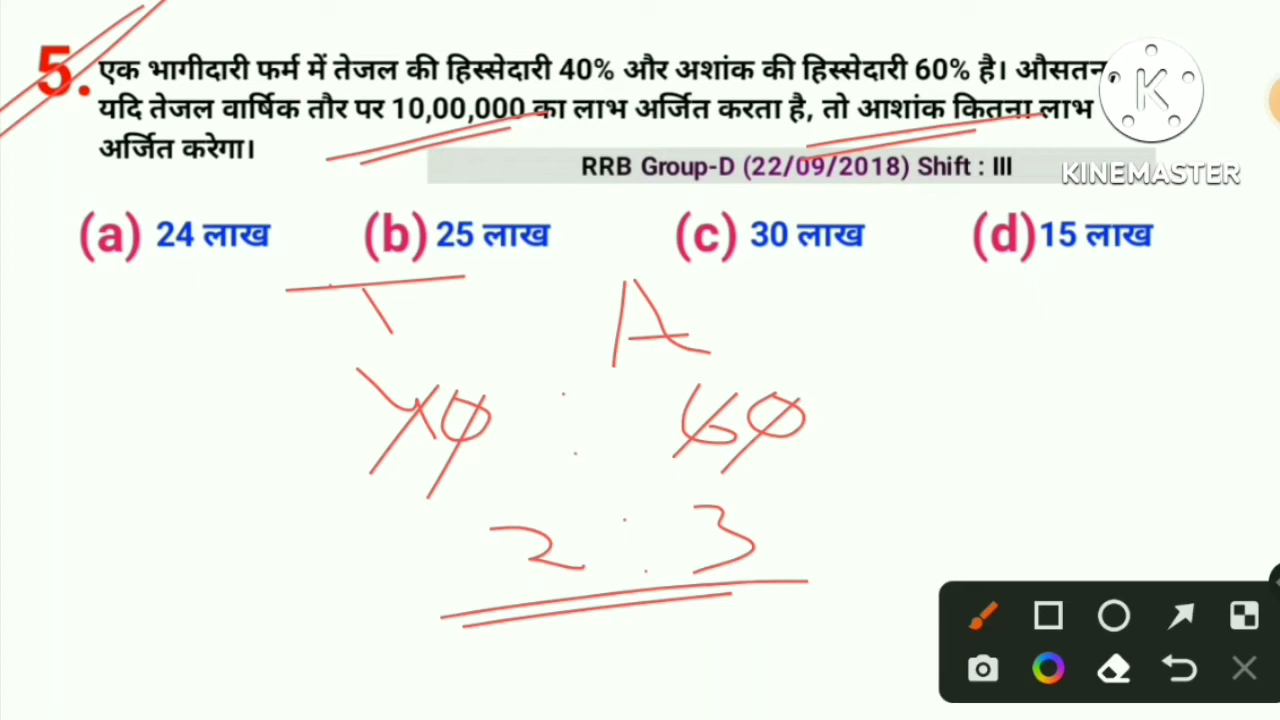 5. एक भागीदारी फर्म में तेजल की हिस्सेदारी 40% और अशांक की हिस्सेदारी 60% है। औसतन,
यदि तेजल वार्षिक तौर पर 10,00,000 का लाभ अर्जित करता है, तो आशांक कितना लाभ
अर्जित करेगा।
RRB Group-D (22/09/2018) Shift : III
K
KINEMASTER
(a) 24 लाख (b) 25 लाख (c) 30 लाख (d) 15 लाख
T A
40 : 60
2 : 3